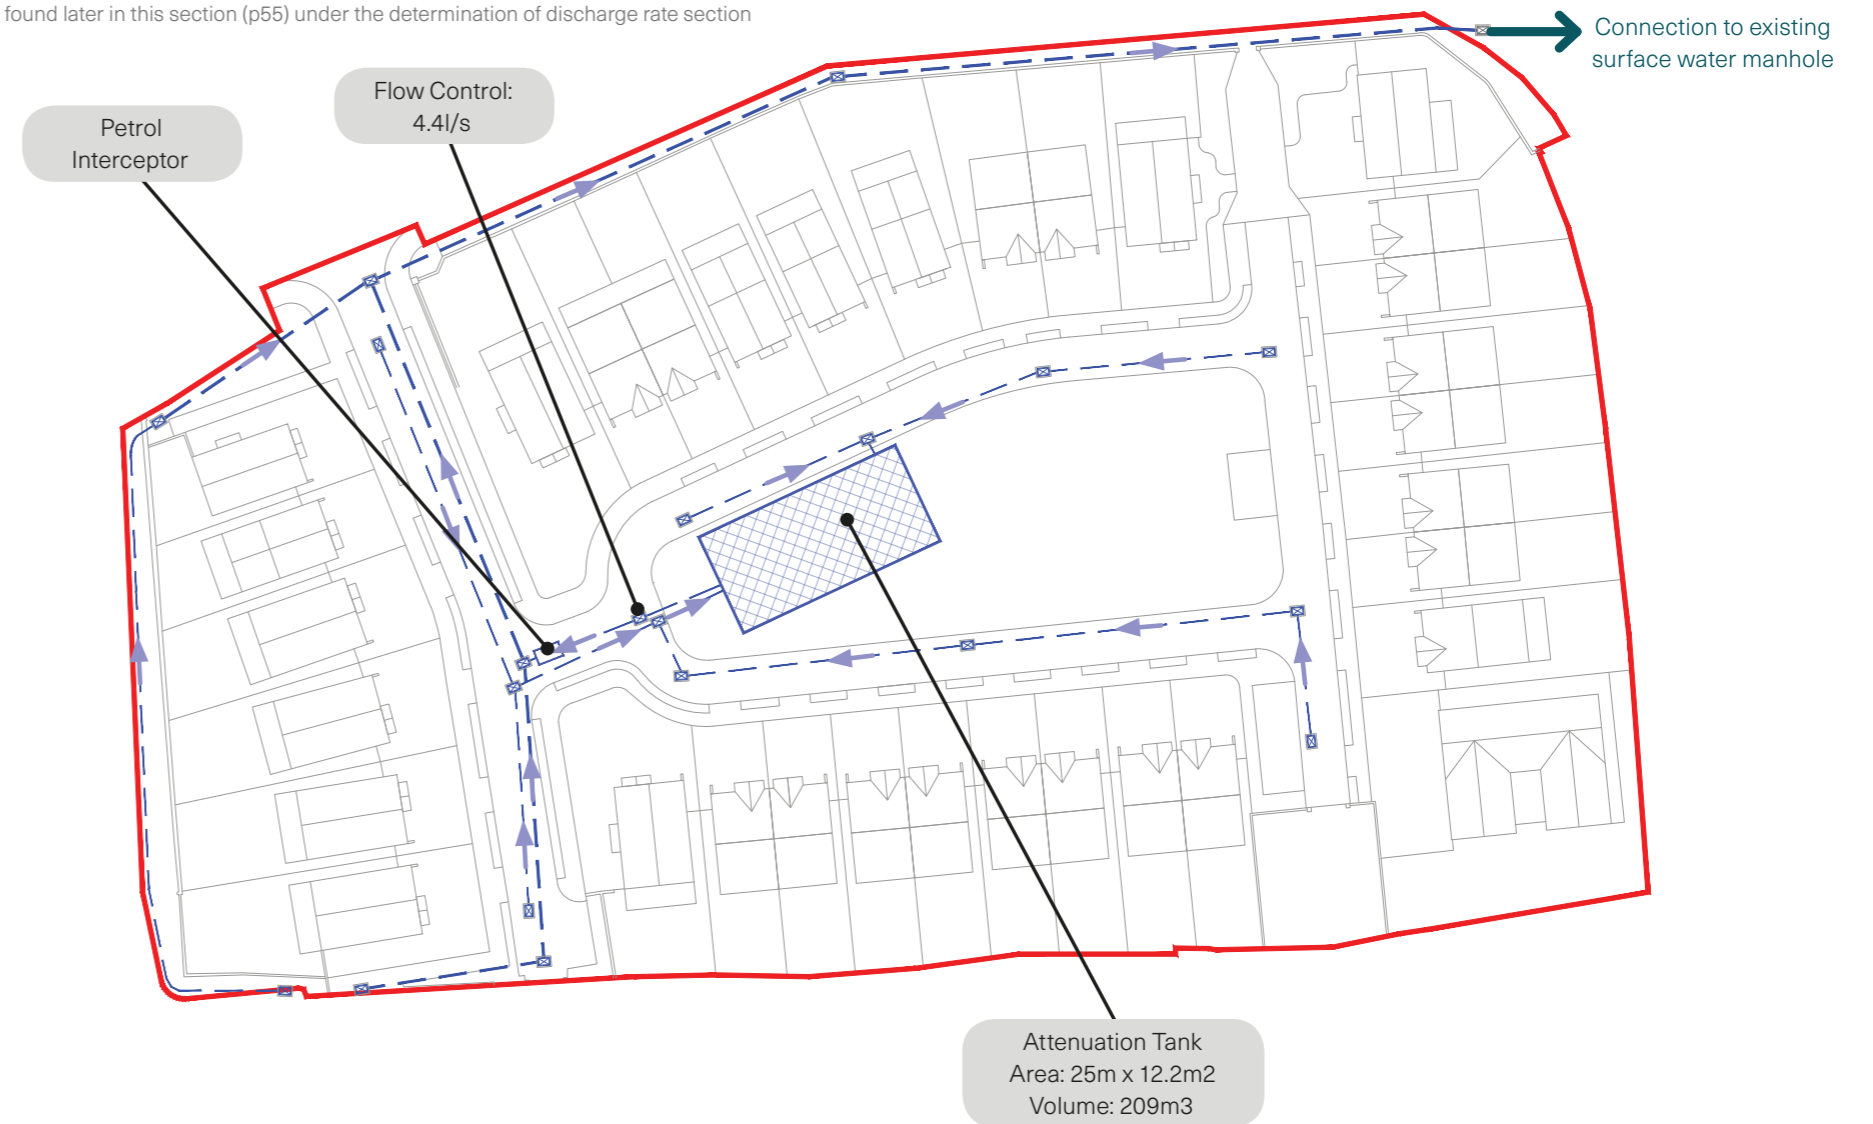 found later in this section (p55) under the determination of discharge rate section
Connection to existing
surface water manhole
Flow Control:
4.4l/s
Petrol
Interceptor
Attenuation Tank
Area: 25m x 12.2m2
Volume: 209m3